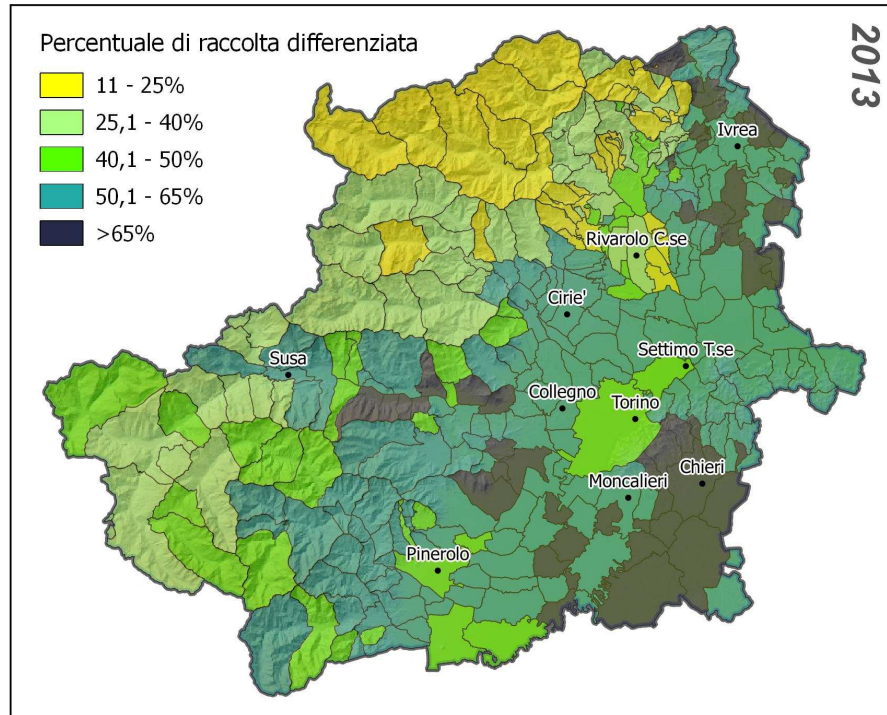 Percentuale di raccolta differenziata
11 - 25%
25,1 - 40%
40,1 - 50%
50,1 - 65%
>65%
2013
Ivrea
Rivarolo C.se
Cirie'
Settimo T.se
Susa
Collegno
Torino
Moncalieri
Chieri
Pinerolo